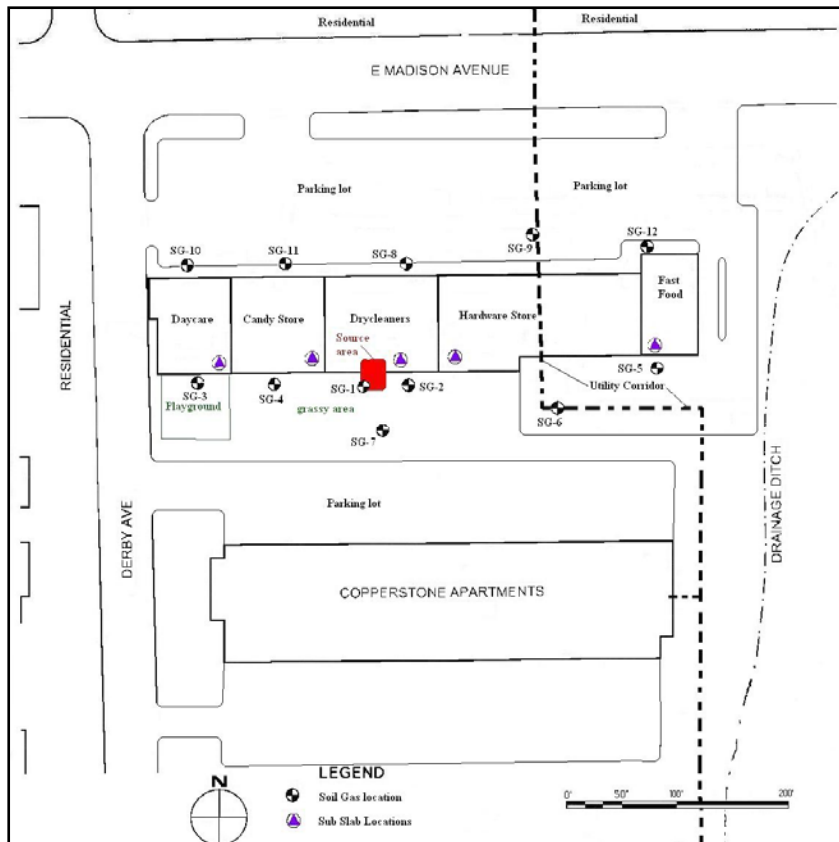 Residential
Residential
E MADISON AVENUE
Parking lot
Parking lot
SG-10
SG-11
SG-8
SG-9
SG-12
Daycare
Candy Store
Drycleaners
Hardware Store
Fast
Food
Source
area
SG-3
SG-4
SG-1
SG-2
SG-5
Utility Corridor
Playground
grassy area
SG-6
SG-7
RESIDENTIAL
Parking lot
DERBY AVE
DRAINAGE DITCH
COPPERSTONE APARTMENTS
N
LEGEND
Soil Gas location
Sub Slab Locations
0' 50' 100' 200'